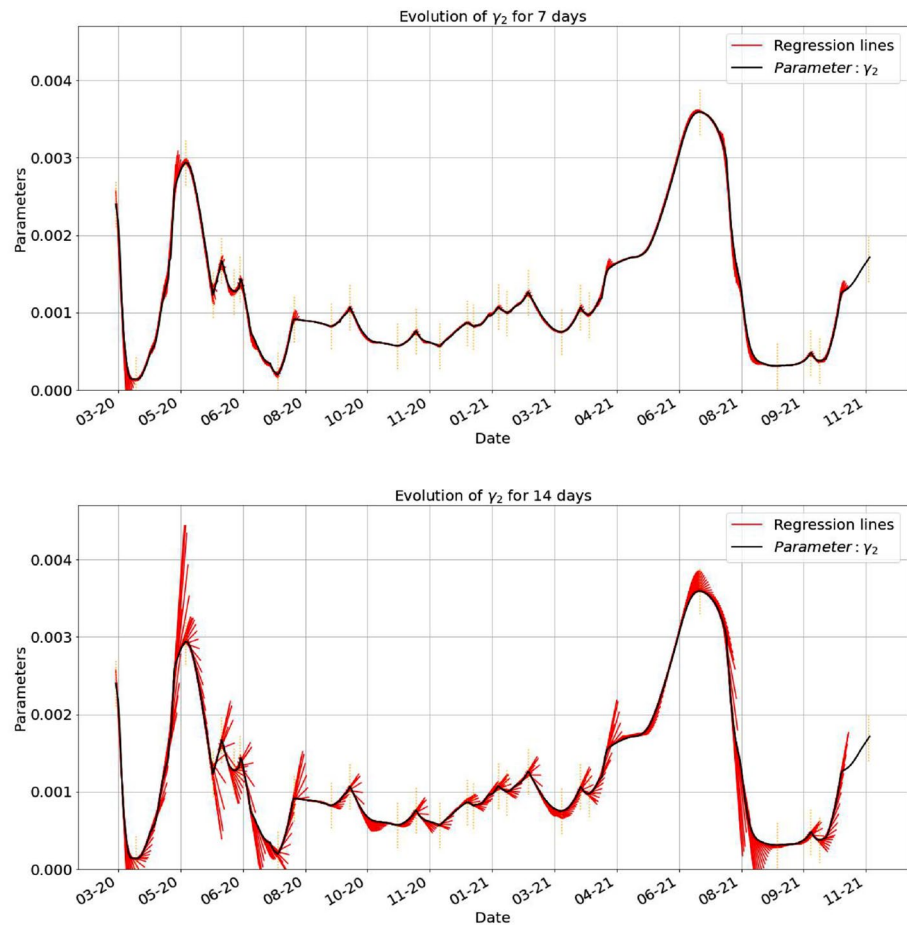 Evolution of γ₂ for 7 days
Regression lines
Parameter: γ₂
Parameters
0.004
0.003
0.002
0.001
0.000
03-20 05-20 06-20 08-20 10-20 11-20 01-21 03-21 04-21 06-21 08-21 09-21 11-21
Date
Evolution of γ₂ for 14 days
Regression lines
Parameter: γ₂
Parameters
0.004
0.003
0.002
0.001
0.000
03-20 05-20 06-20 08-20 10-20 11-20 01-21 03-21 04-21 06-21 08-21 09-21 11-21
Date